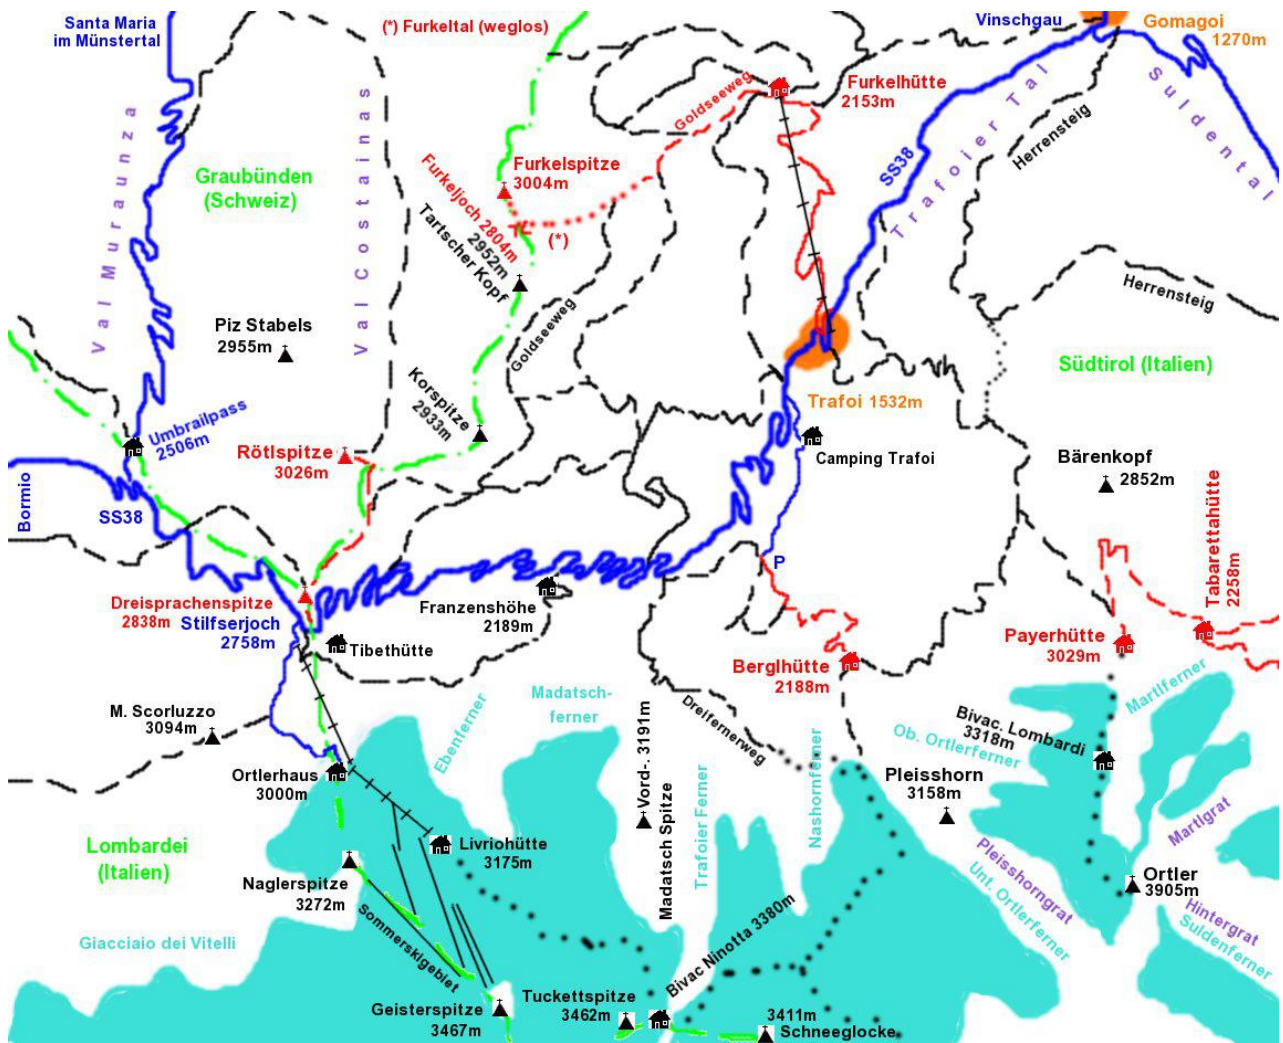 Santa Maria
im Münstertal
(*) Furkeltal (weglos)
Vinschgau
Gomagoi
1270m
Val Muraunza
Val Costainas
Graubünden
(Schweiz)
Goldseeweg
Furkelhütte
2153m
SS38
Trafoier Tal
Suldental
Herrensteig
Furkelspitze
3004m
Furkeljoch 2804m
(*)
2952m
Tartscher Kopf
Goldseeweg
Herrensteig
Piz Stabels
2955m
Südtirol (Italien)
Korspitze
2933m
Trafoi 1532m
Umbrailpass
2506m
Rötlspitze
3026m
Camping Trafoi
Bärenkopf
2852m
Bormio
SS38
P
Tabarettahütte
2258m
Dreisprachenspitze
2838m
Stilfserjoch
2758m
Franzenshöhe
2189m
Tibethütte
Berglhütte
2188m
Payerhütte
3029m
M. Scorluzzo
3094m
Ebenferner
Madatsch-
ferner
Vord-. 3191m
Madatsch Spitze
Dreifernerweg
Nashornferner
Trafoier Ferner
Ob. Ortlerferner
Bivac. Lombardi
3318m
Martlferner
Ortlerhaus
3000m
Pleisshorn
3158m
Martlgrat
Lombardei
(Italien)
Livriohütte
3175m
Naglerspitze
3272m
Pleisshorngrat
Unt. Ortlerferner
Ortler
3905m
Hintergrat
Suldenferner
Giacciaio dei Vitelli
Sommerskigebiet
Bivac Ninotta 3380m
Geisterspitze
3467m
Tuckettspitze
3462m
3411m
Schneeglocke